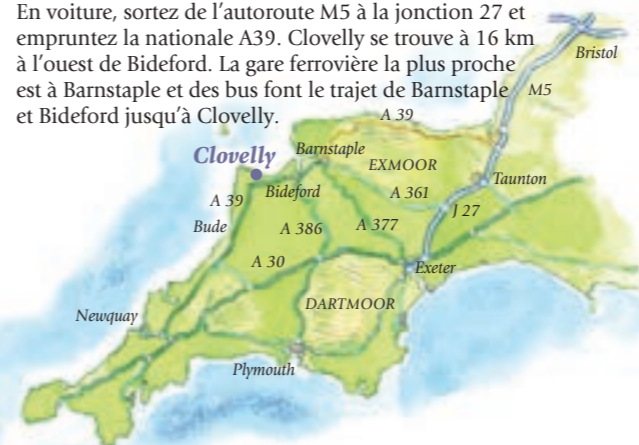 En voiture, sortez de l'autoroute M5 à la jonction 27 et
empruntez la nationale A39. Clovelly se trouve à 16 km
à l'ouest de Bideford. La gare ferrovière la plus proche
est à Barnstaple et des bus font le trajet de Barnstaple
et Bideford jusqu'à Clovelly.
Bristol
M5
A 39
Clovelly
Barnstaple
EXMOOR
Taunton
A 39
Bideford
A 361
J 27
Bude
A 386
A 377
A 30
Exeter
DARTMOOR
Newquay
Plymouth